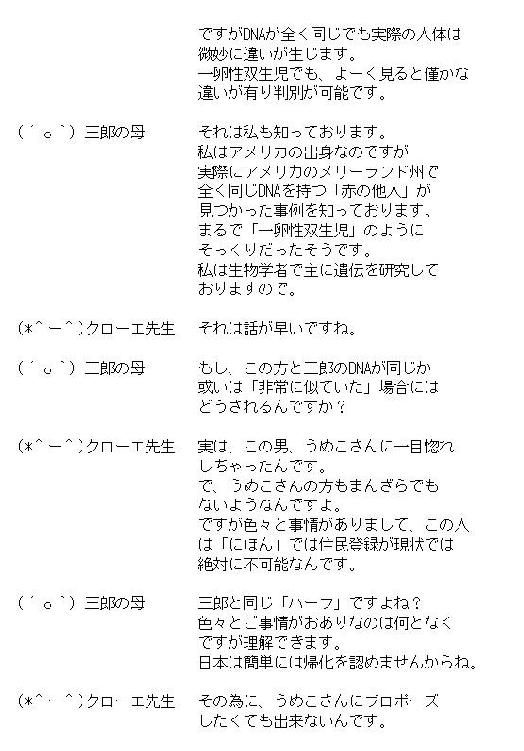 ですがDNAが全く同じでも実際の人体は
微妙に違いが生じます。
一卵性双生児でも、よーく見ると僅かな
違いが有り判別が可能です。
(´o｀) 三郎の母 それは私も知っております。
私はアメリカの出身なのですが
実際にアメリカのメリーランド州で
全く同じDNAを持つ「赤の他人」が
見つかった事例を知っております、
まるで「一卵性双生児」のように
そっくりだったそうです。
私は生物学者で主に遺伝を研究して
おりますので。
(*^ー^)クローエ先生 それは話が早いですね。
(´o｀) 三郎の母 もし、この方と三郎のDNAが同じか
或いは「非常に似ていた」場合には
どうされるんですか？
(*^ー^)クローエ先生 実は、この男、うめこさんに一目惚れ
しちゃったんです。
で、うめこさんの方もまんざらでも
ないようなんですよ。
ですが色々と事情がありまして、この人
は「にほん」では住民登録が現状では
絶対に不可能なんです。
(´o｀) 三郎の母 三郎と同じ「ハーフ」ですよね？
色々とご事情がおありなのは何となく
ですが理解できます。
日本は簡単には帰化を認めませんからね。
(*^ー^)クローエ先生 その為に、うめこさんにプロポーズ
したくても出来ないんです。